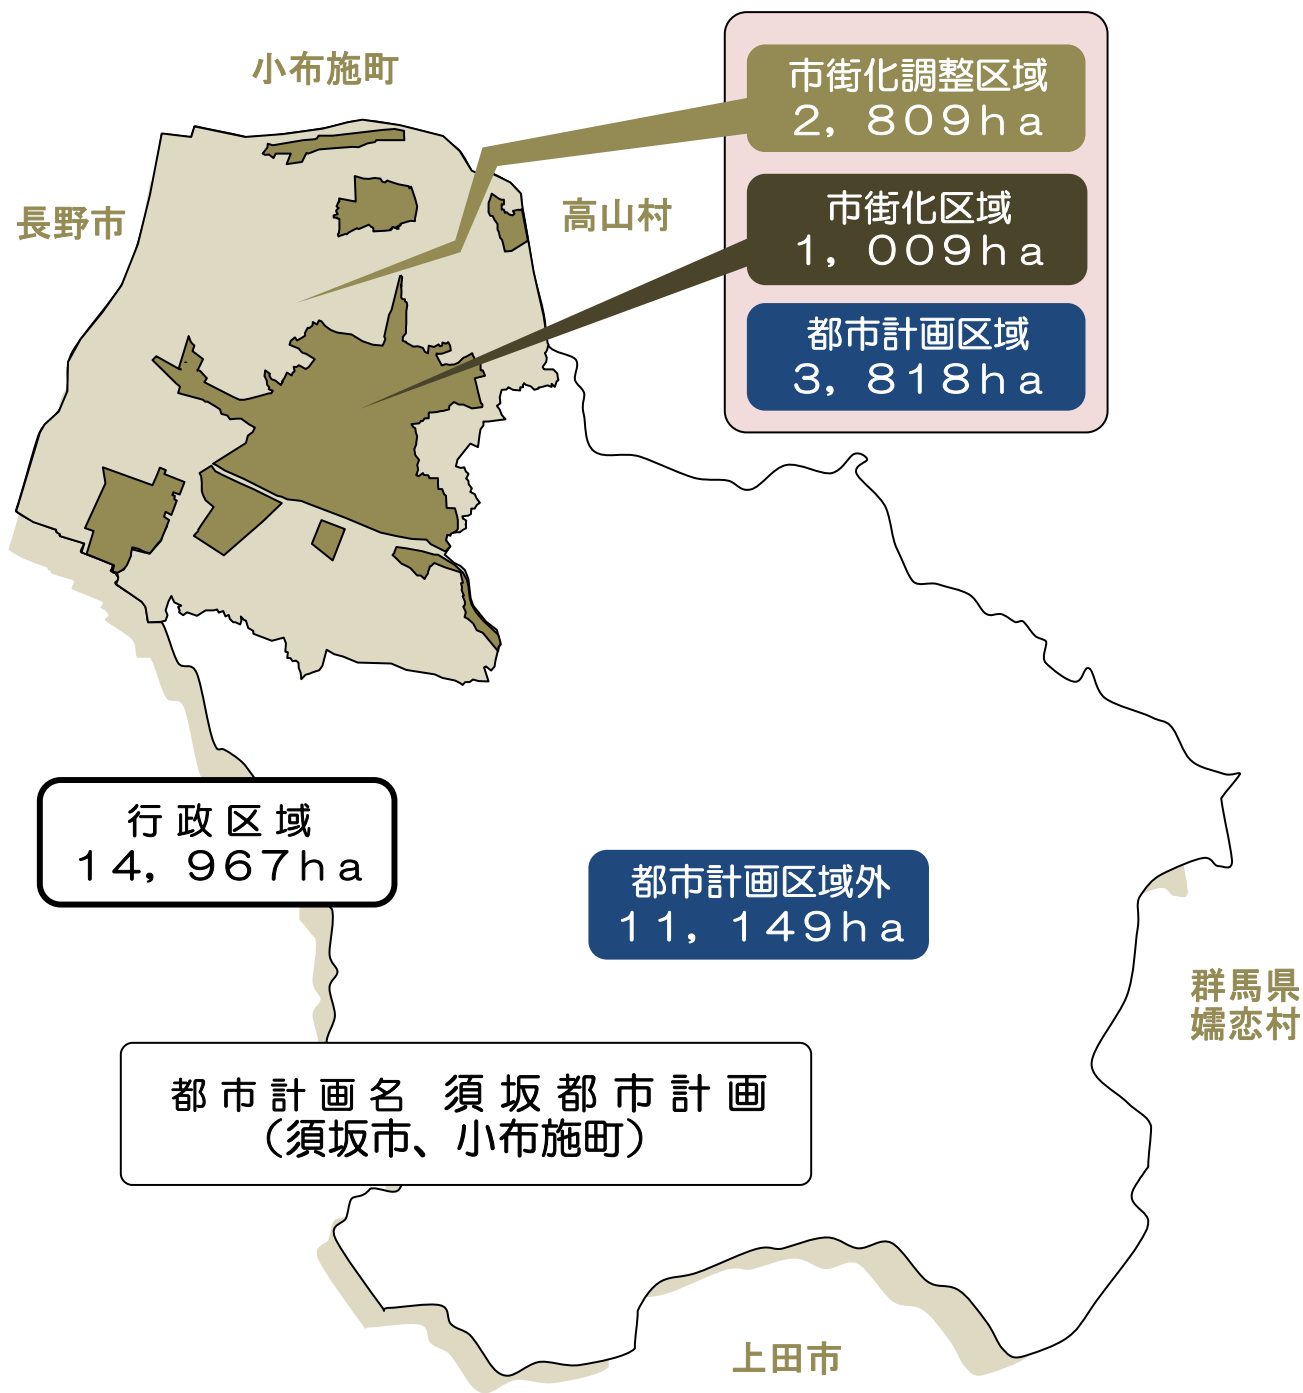 小布施町
長野市
高山村
市街化調整区域
２，８０９ｈａ
市街化区域
１，００９ｈａ
都市計画区域
３，８１８ｈａ
行政区域
１４，９６７ｈａ
都市計画区域外
１１，１４９ｈａ
群馬県
嬬恋村
都市計画名　須坂都市計画
（須坂市、小布施町）
上田市